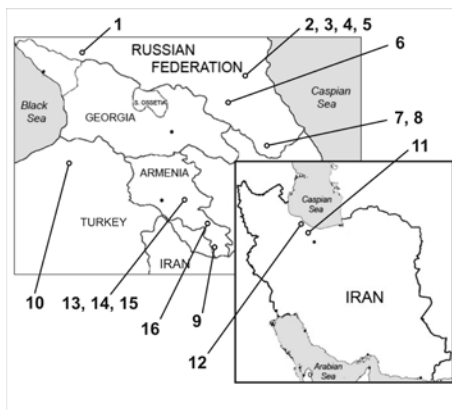 1
2, 3, 4, 5
RUSSIAN
FEDERATION
6
Black
Sea
Caspian
Sea
S. OSSETIA
GEORGIA
7, 8
11
ARMENIA
10
TURKEY
IRAN
Caspian
Sea
13, 14, 15
16
9
12
IRAN
Arabian
Sea